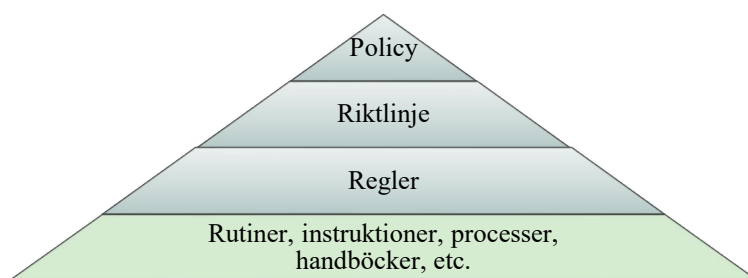 Policy
Riktlinje
Regler
Rutiner, instruktioner, processer,
handböcker, etc.